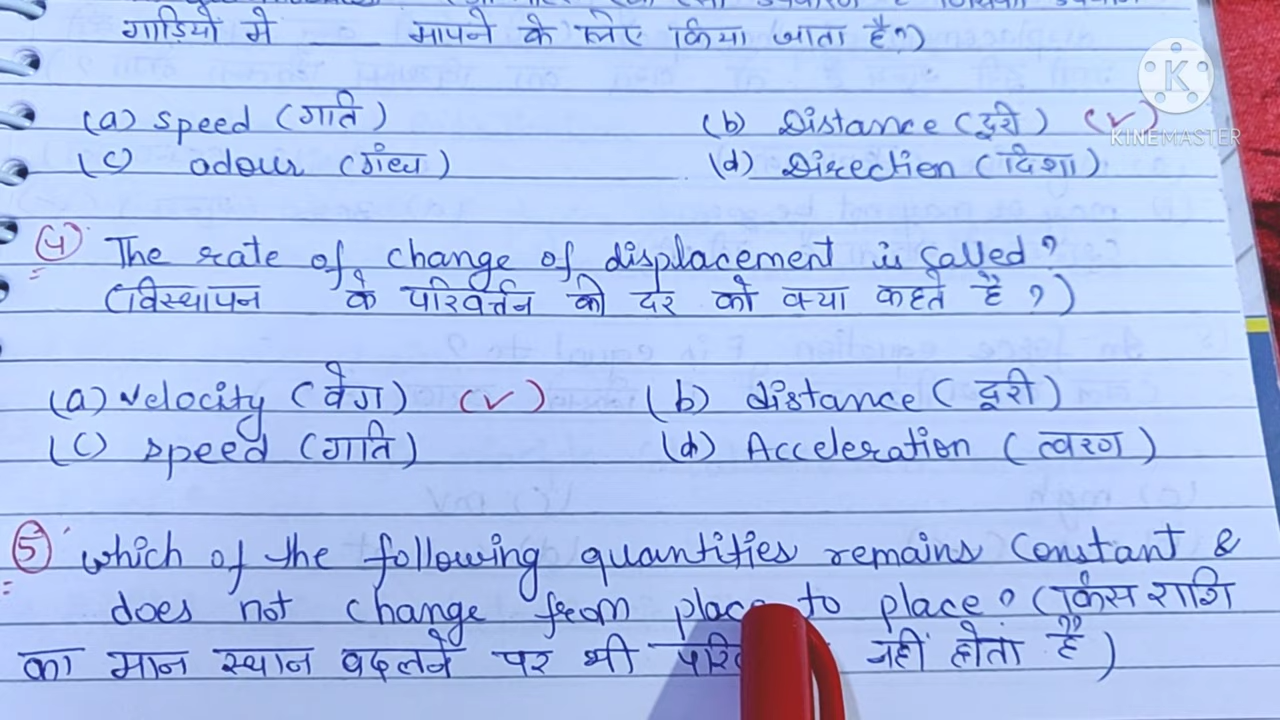 गाडियो मे ___ मापने के लिए किया जाता है?)
(a) speed (गति) (b) Distance (दूरी) (✓)
(c) odour (गंध) (d) Direction (दिशा)
KINEMASTER
(4) The rate of change of displacement is called?
(विस्थापन के परिवर्त्तन की दर को क्या कहते है?)
(a) velocity (वेग) (✓) (b) distance (दूरी)
(c) speed (गति) (d) Acceleration (त्वरण)
(5) which of the following quantities remains constant &
does not change from place to place? (किस राशि
का मान स्थान बदलने पर भी नहीं होता है)